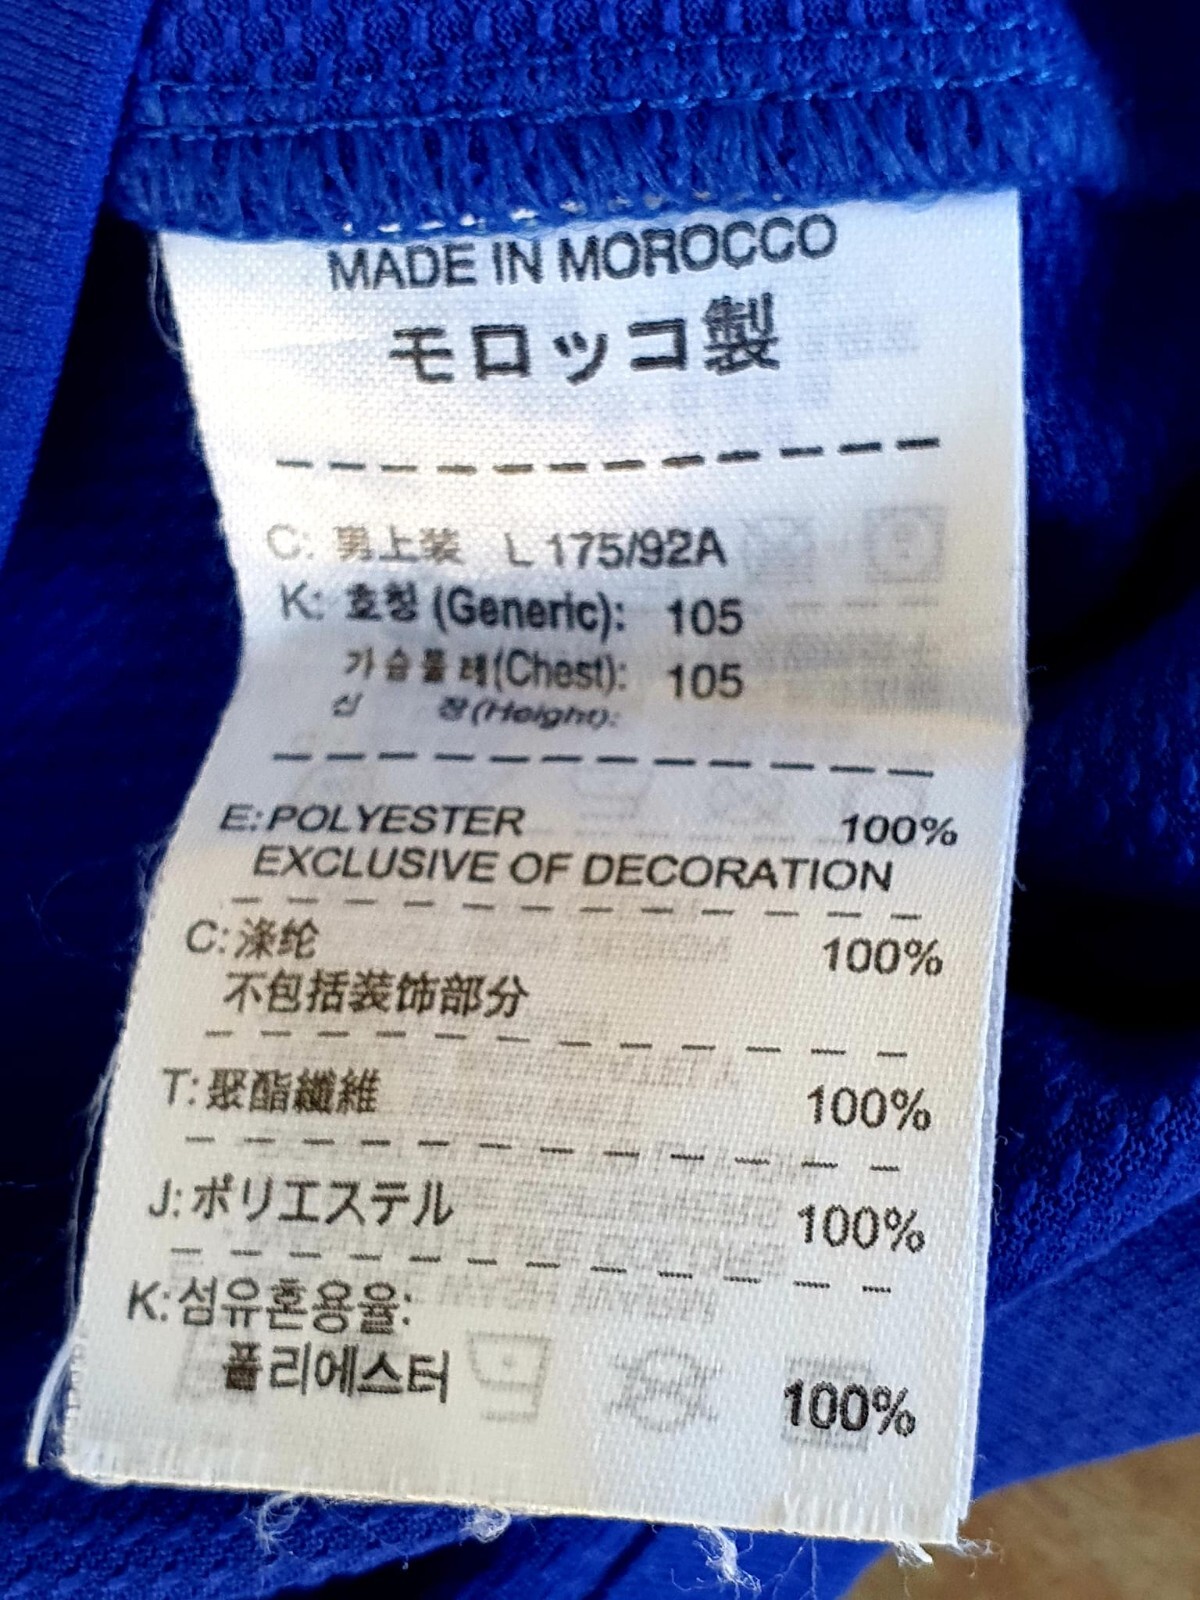 MADE IN MOROCCO
モロッコ製
C: 男上装 L 175/92A
K: 호칭 (Generic): 105
가슴둘레(Chest): 105
신 장(Height):
E: POLYESTER 100%
EXCLUSIVE OF DECORATION
C: 涤纶 100%
不包括装饰部分
T: 聚酯纖維 100%
J: ポリエステル 100%
K: 섬유혼용율:
폴리에스터 100%